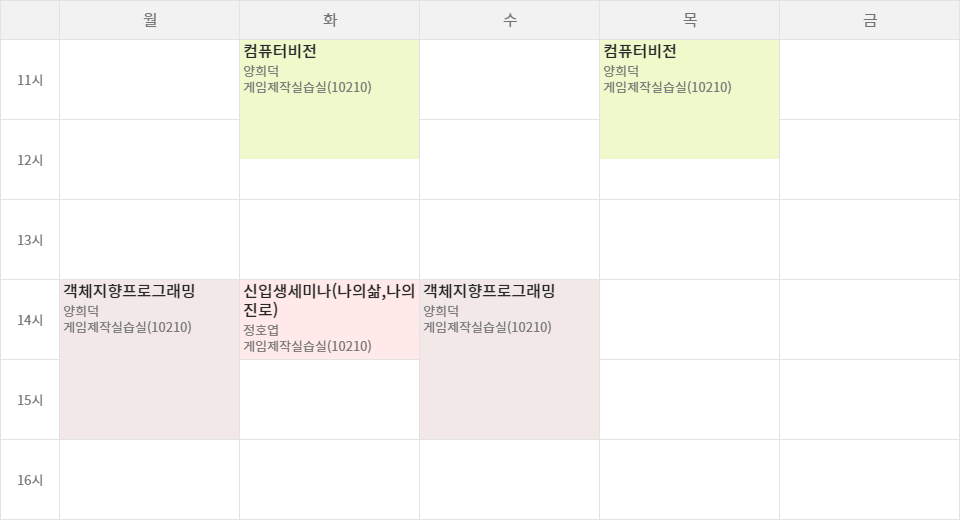 월 화 수 목 금
11시
컴퓨터비전
양희덕
게임제작실습실(10210)
컴퓨터비전
양희덕
게임제작실습실(10210)
12시
13시
14시
객체지향프로그래밍
양희덕
게임제작실습실(10210)
신입생세미나(나의삶,나의
진로)
정호엽
게임제작실습실(10210)
객체지향프로그래밍
양희덕
게임제작실습실(10210)
15시
16시